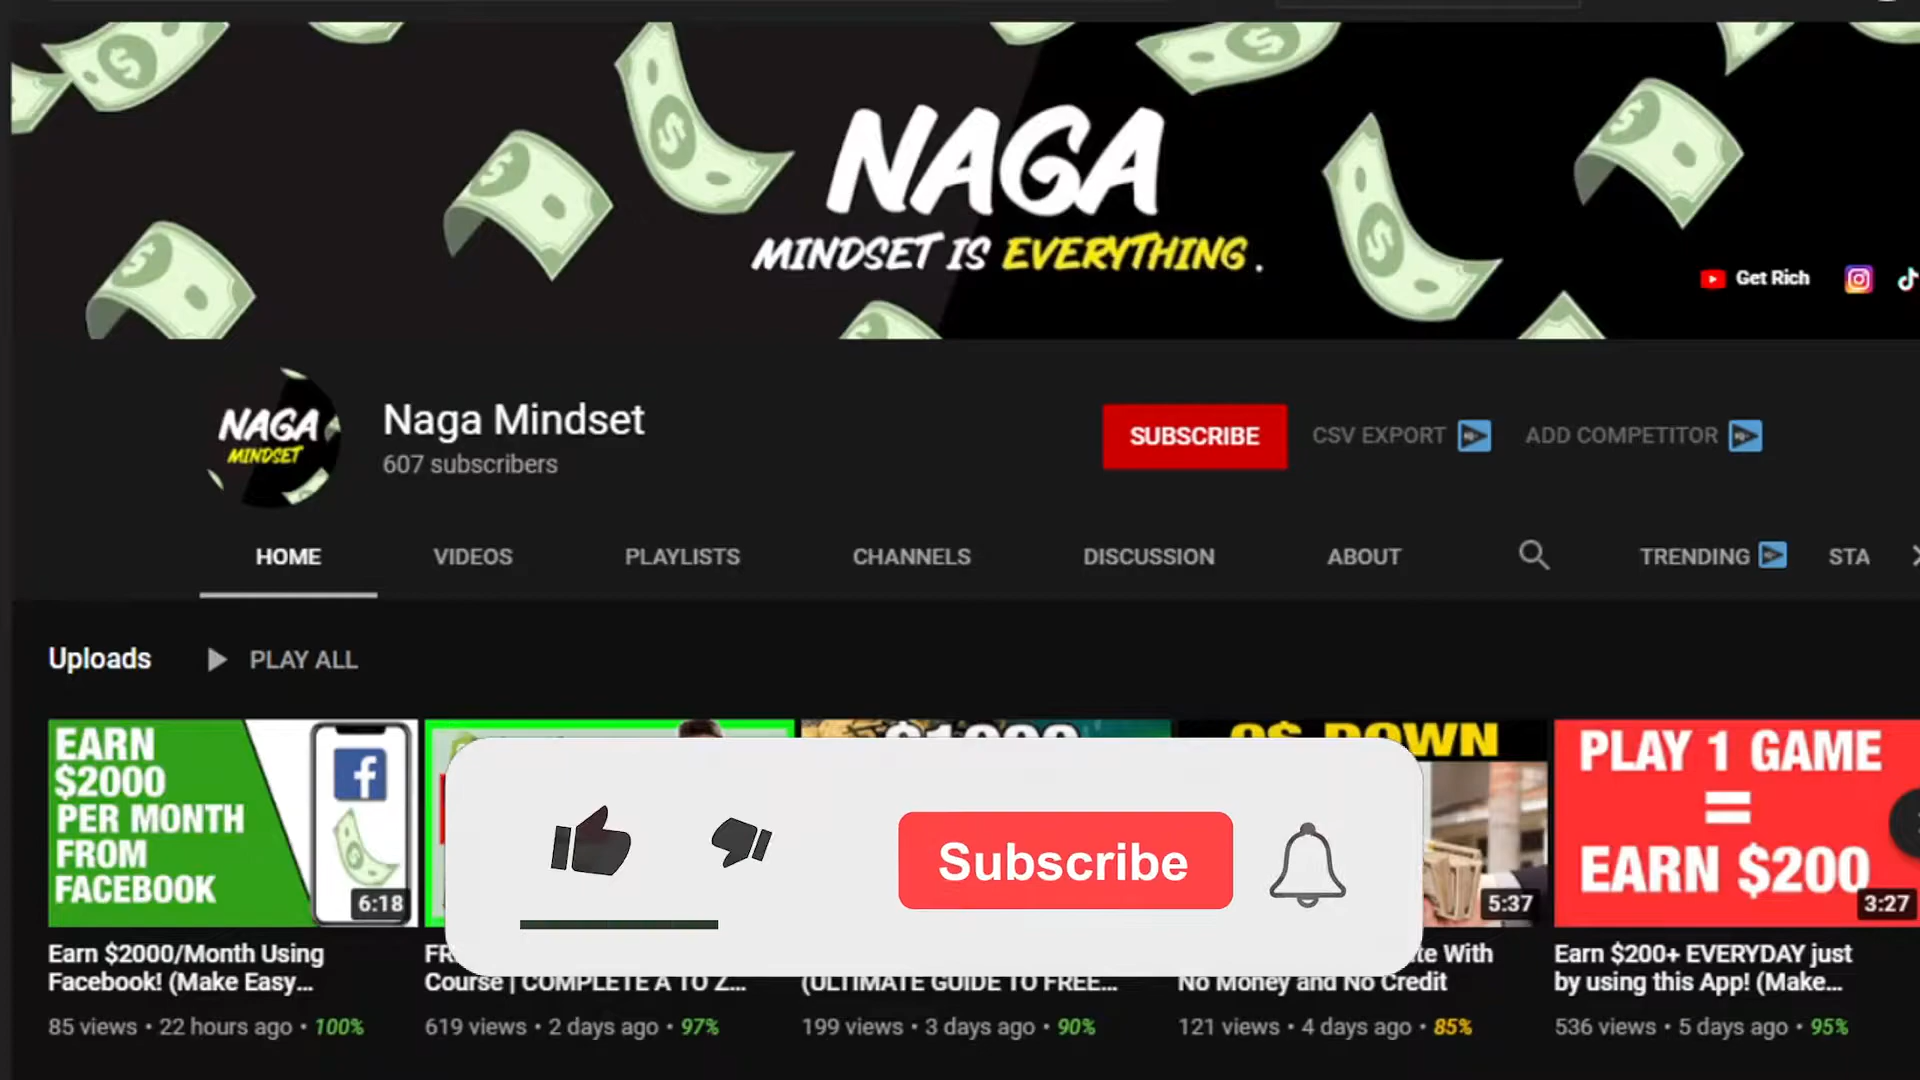 NAGA
MINDSET IS EVERYTHING.
Get Rich
NAGA
MINDSET
Naga Mindset
607 subscribers
SUBSCRIBE
CSV EXPORT
ADD COMPETITOR
HOME
VIDEOS
PLAYLISTS
CHANNELS
DISCUSSION
ABOUT
TRENDING
STA
Uploads
PLAY ALL
EARN
$2000
PER MONTH
FROM
FACEBOOK
6:18
$1000
0$ DOWN
5:37
PLAY 1 GAME
=
EARN $200
3:27
Subscribe
Earn $2000/Month Using
Facebook! (Make Easy...
85 views • 22 hours ago • 100%
Course | COMPLETE A TO Z...
619 views • 2 days ago • 97%
(ULTIMATE GUIDE TO FREE...
199 views • 3 days ago • 90%
With
No Money and No Credit
121 views • 4 days ago • 85%
Earn $200+ EVERYDAY just
by using this App! (Make...
536 views • 5 days ago • 95%